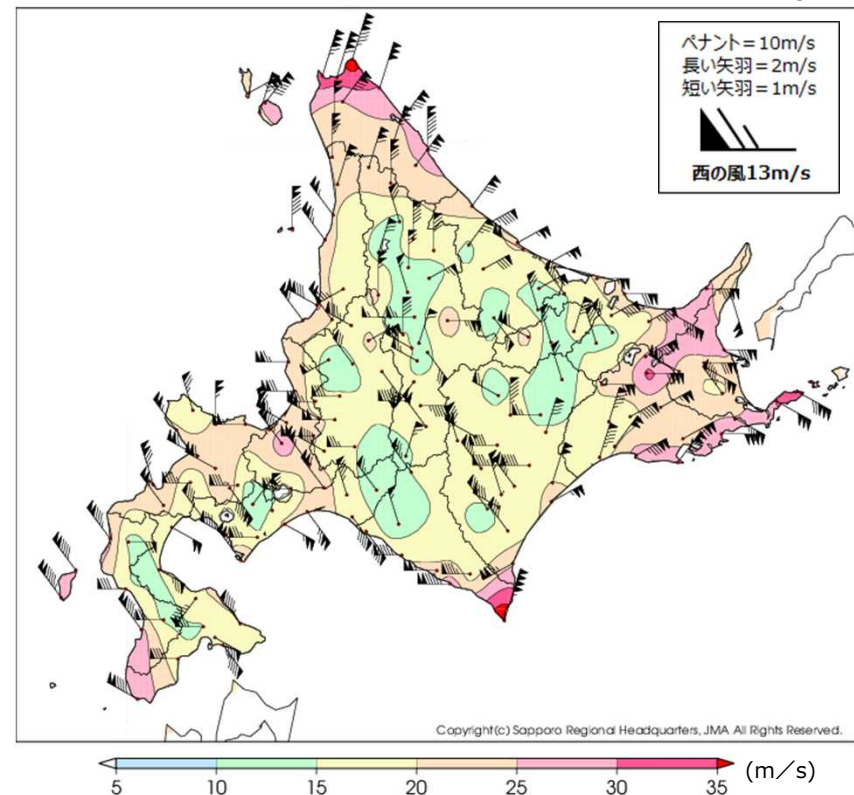 ペナント＝10m/s
長い矢羽＝2m/s
短い矢羽＝1m/s
西の風13m/s
Copyright(c) Sapporo Regional Headquarters, JMA All Rights Reserved.
5 10 15 20 25 30 35 (m／s)